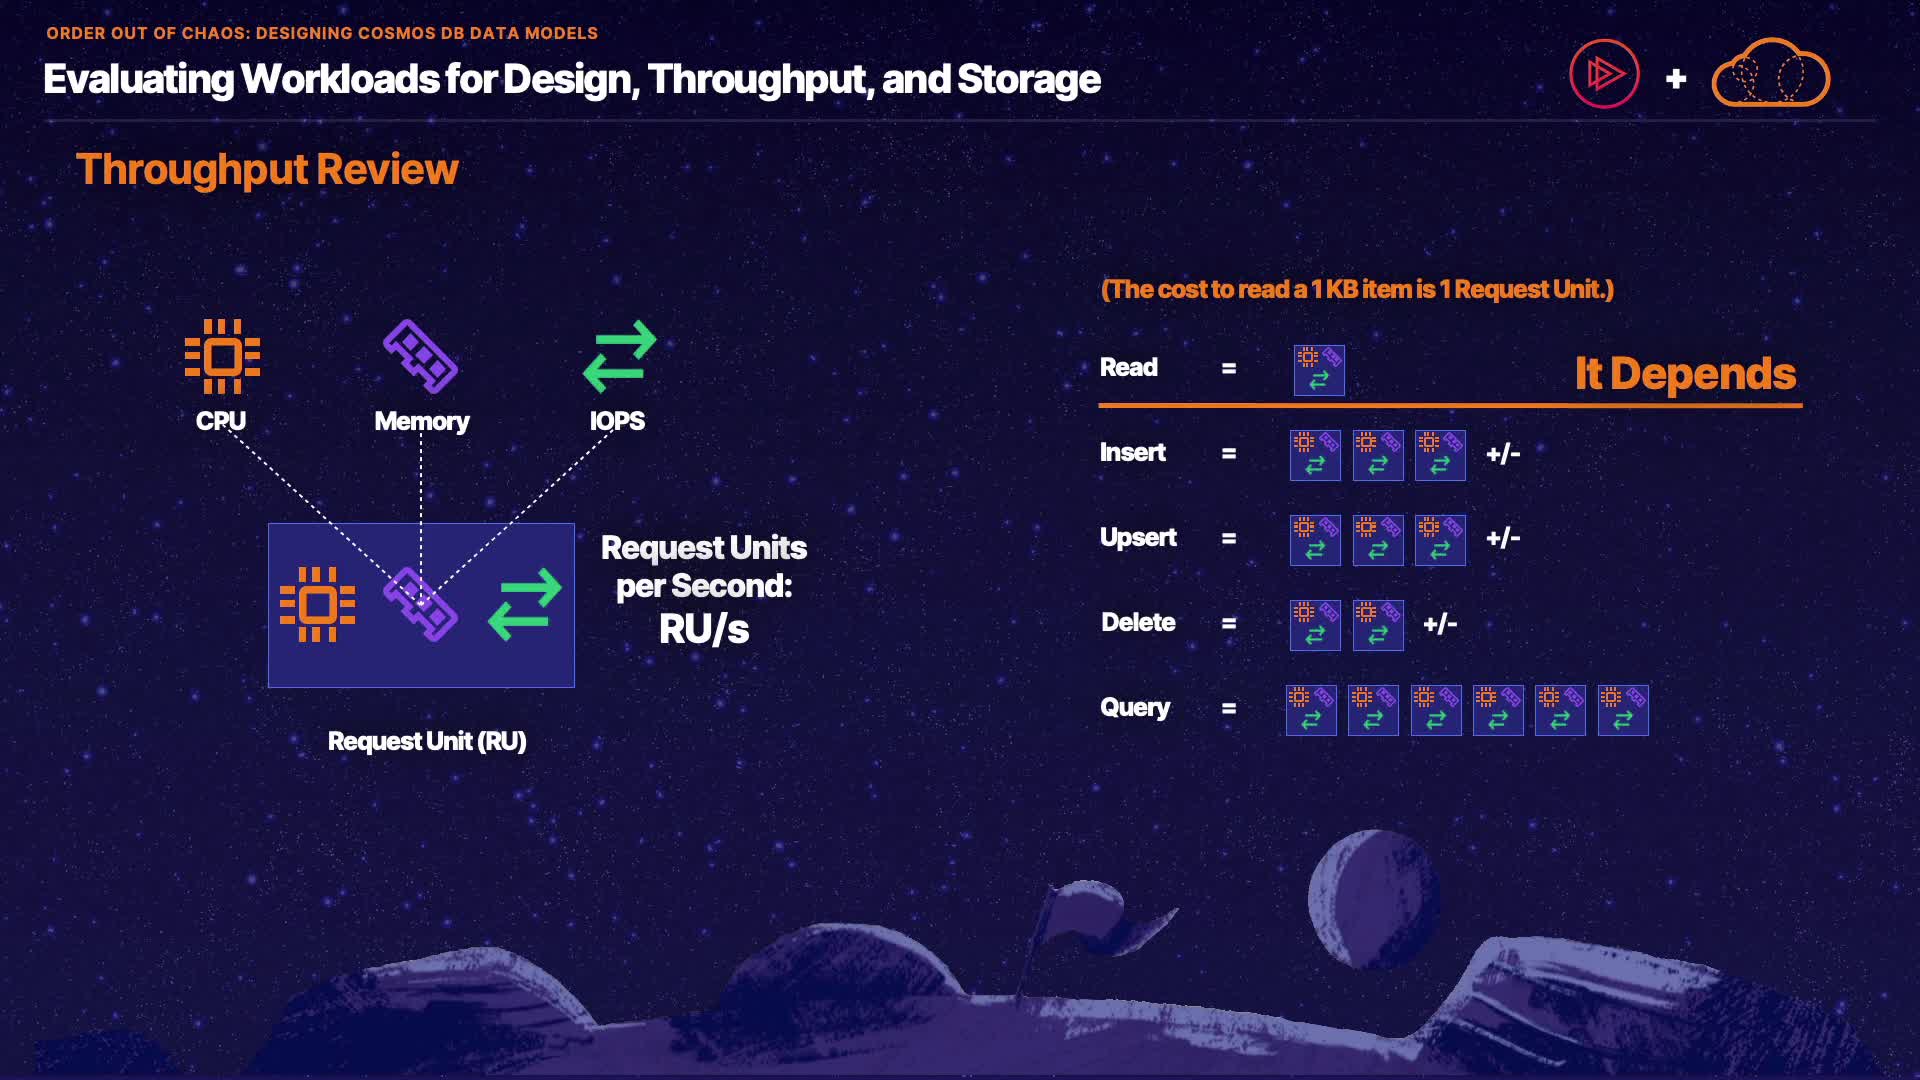 ORDER OUT OF CHAOS: DESIGNING COSMOS DB DATA MODELS
Evaluating Workloads for Design, Throughput, and Storage
+
Throughput Review
CPU
Memory
IOPS
Request Units
per Second:
RU/s
Request Unit (RU)
(The cost to read a 1 KB item is 1 Request Unit.)
Read =
It Depends
Insert = +/-
Upsert = +/-
Delete = +/-
Query =